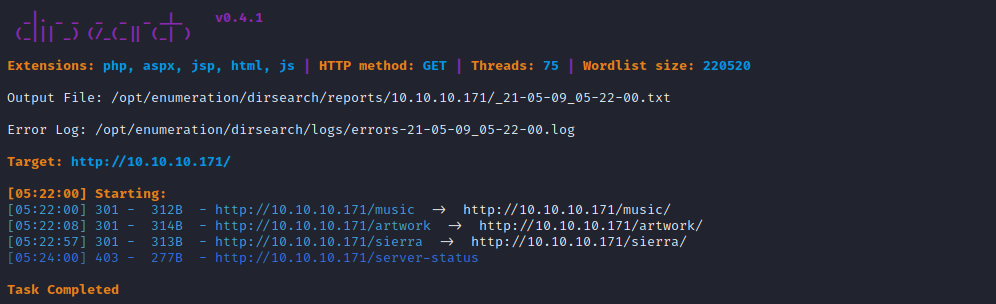 _|. _ _  _  _  _ _|_    v0.4.1
(_||| _) (/_(_|| (_| )
Extensions: php, aspx, jsp, html, js | HTTP method: GET | Threads: 75 | Wordlist size: 220520
Output File: /opt/enumeration/dirsearch/reports/10.10.10.171/_21-05-09_05-22-00.txt
Error Log: /opt/enumeration/dirsearch/logs/errors-21-05-09_05-22-00.log
Target: http://10.10.10.171/
[05:22:00] Starting:
[05:22:00] 301 -  312B  - http://10.10.10.171/music  ->  http://10.10.10.171/music/
[05:22:08] 301 -  314B  - http://10.10.10.171/artwork  ->  http://10.10.10.171/artwork/
[05:22:57] 301 -  313B  - http://10.10.10.171/sierra  ->  http://10.10.10.171/sierra/
[05:24:00] 403 -  277B  - http://10.10.10.171/server-status
Task Completed